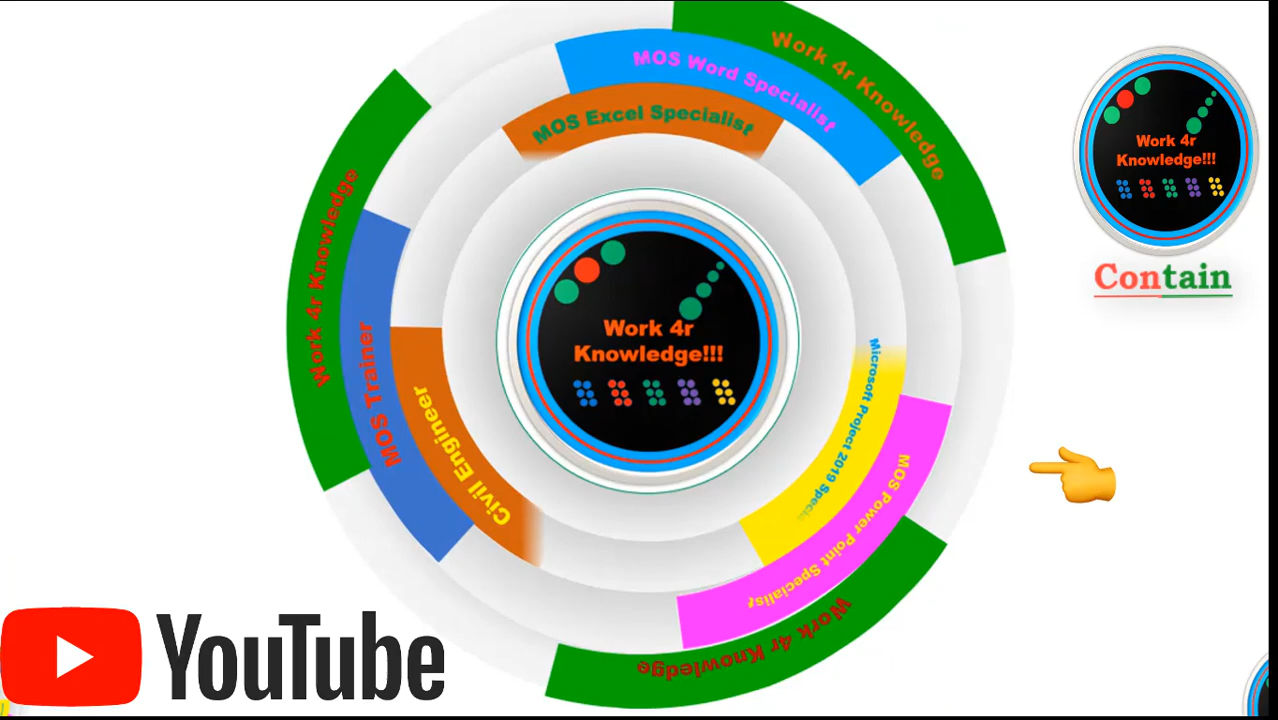 Work 4r Knowledge
MOS Word Specialist
MOS Excel Specialist
Work 4r Knowledge
MOS Trainer
Civil Engineer
Work 4r
Knowledge!!!
Microsoft Project 2019
MOS Power Point Specialist
Work 4r Knowledge
Work 4r
Knowledge!!!
Contain
YouTube